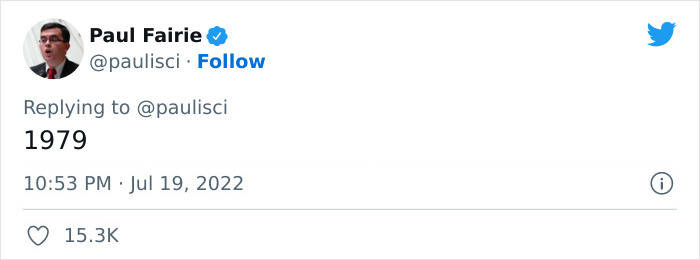 Paul Fairie
@paulisci · Follow
Replying to @paulisci
1979
10:53 PM · Jul 19, 2022
15.3K